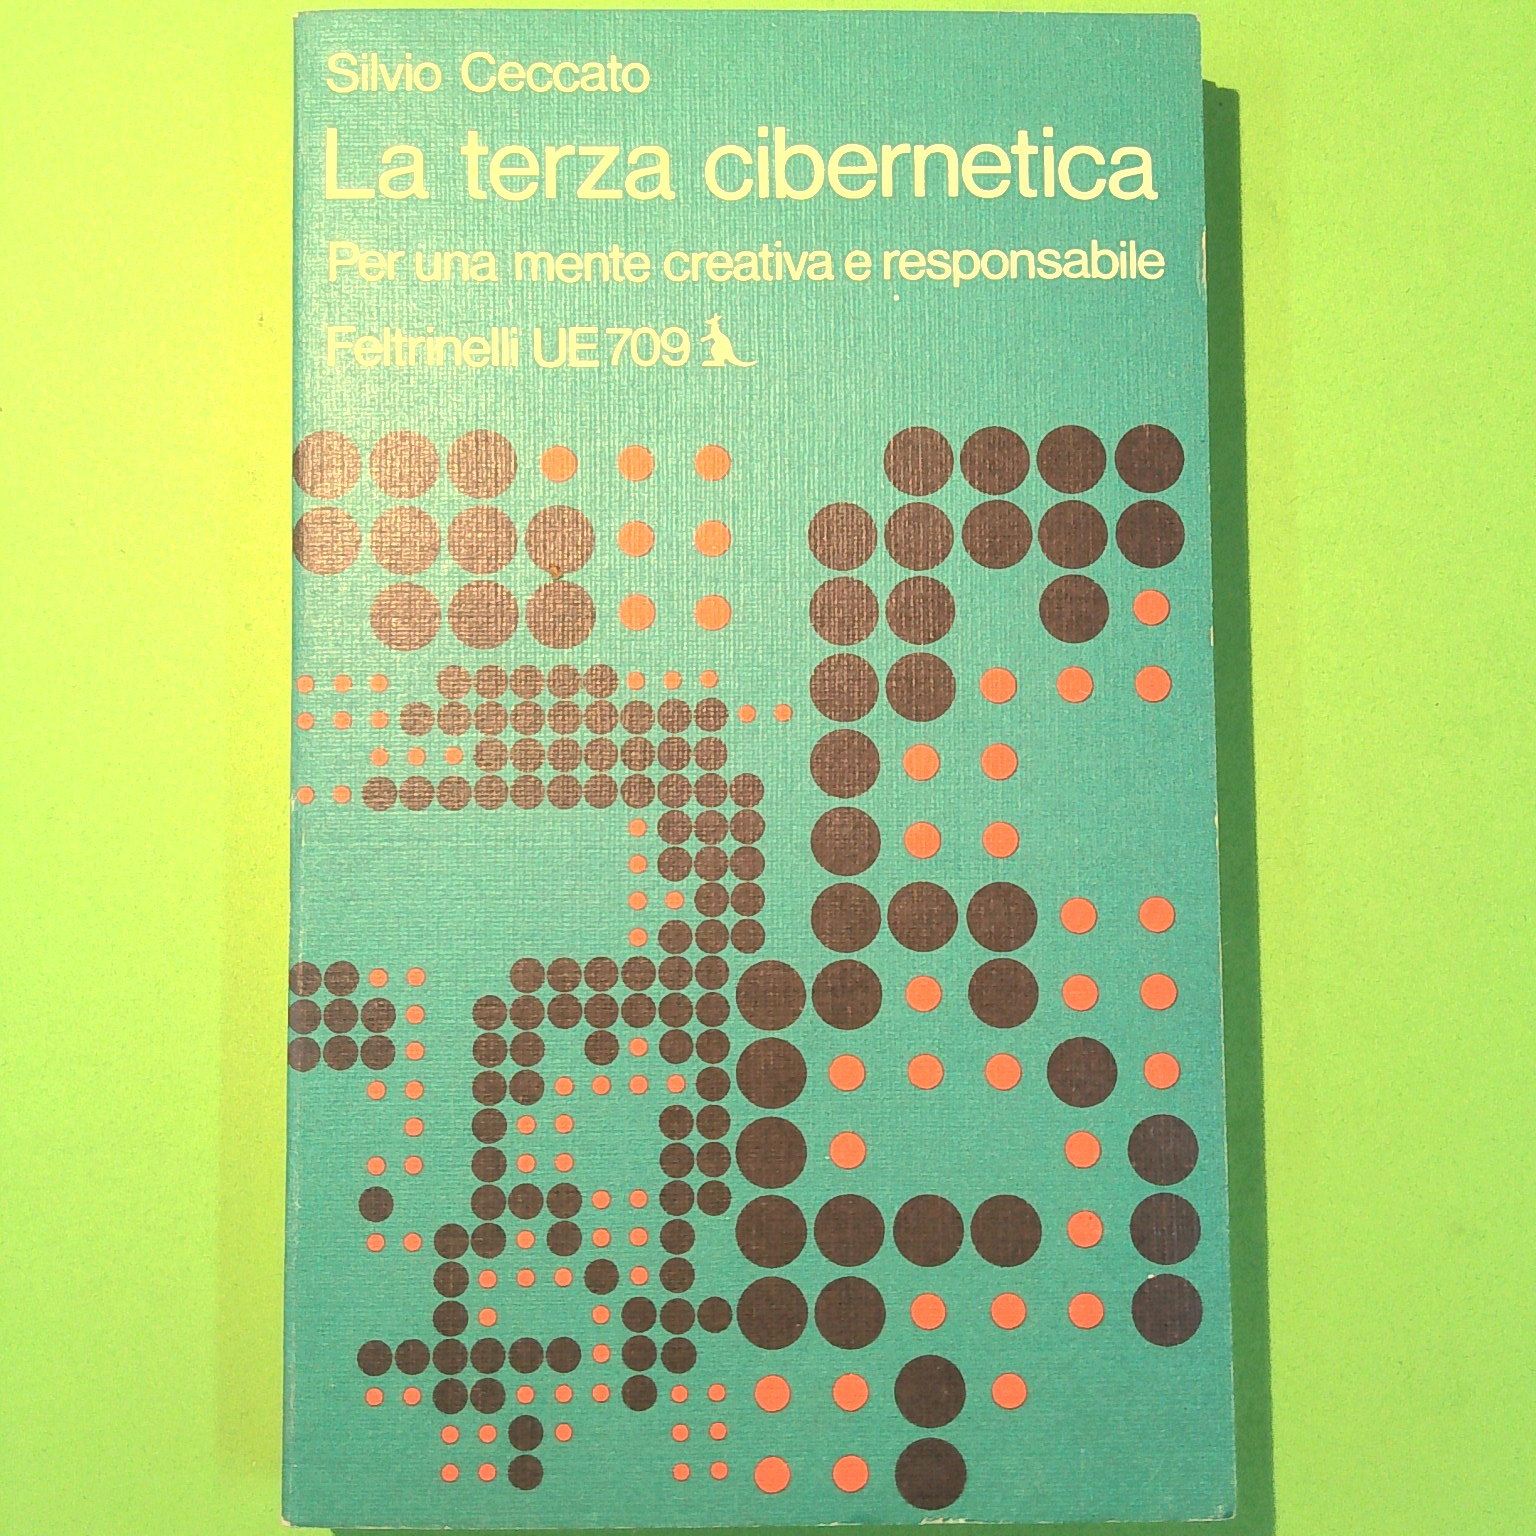 Silvio Ceccato
La terza cibernetica
Per una mente creativa e responsabile
Feltrinelli UE 709